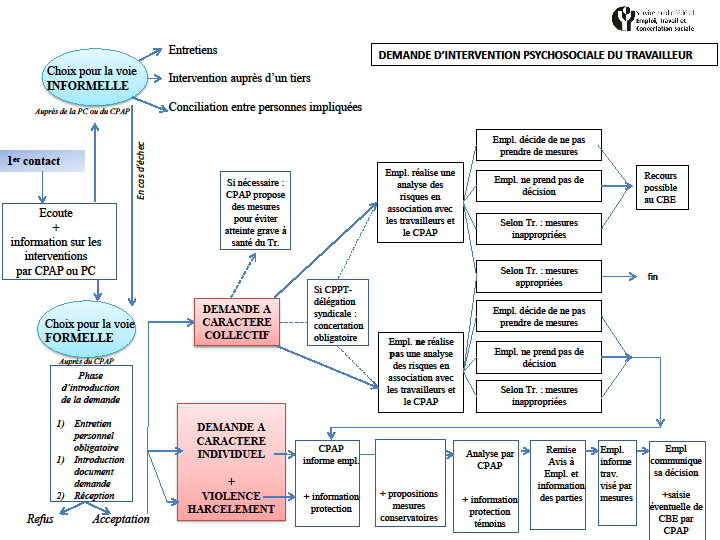 Service public fédéral
Emploi, Travail et
Concertation sociale
DEMANDE D'INTERVENTION PSYCHOSOCIALE DU TRAVAILLEUR
Choix pour la voie
INFORMELLE
Auprès de la PC ou du CPAP
Entretiens
Intervention auprès d'un tiers
Conciliation entre personnes impliquées
En cas d'échec
1er contact
Ecoute
+
information sur les
interventions
par CPAP ou PC
Choix pour la voie
FORMELLE
Auprès du CPAP
Phase
d'introduction
de la demande
1) Entretien
personnel
obligatoire
1) Introduction
document
demande
2) Réception
Refus
Acceptation
Si nécessaire :
CPAP propose
des mesures
pour éviter
atteinte grave à
santé du Tr.
DEMANDE A
CARACTERE
COLLECTIF
Si CPPT-
délégation
syndicale :
concertation
obligatoire
Empl. réalise une
analyse des
risques en
association avec
les travailleurs et
le CPAP
Empl. ne réalise
pas une analyse
des risques en
association avec
les travailleurs et
le CPAP
Empl. décide de ne pas
prendre de mesures
Empl. ne prend pas de
décision
Selon Tr. : mesures
inappropriées
Selon Tr. : mesures
appropriées
Empl. décide de ne pas
prendre de mesures
Empl. ne prend pas de
décision
Selon Tr. : mesures
inappropriées
Recours
possible
au CBE
fin
DEMANDE A
CARACTERE
INDIVIDUEL
+
VIOLENCE
HARCELEMENT
CPAP
informe empl.
+ information
protection
+ propositions
mesures
conservatoires
Analyse par
CPAP
+ information
protection
témoins
Remise
Avis à
Empl. et
information
des parties
Empl.
informe
trav.
visé par
mesures
Empl
communique
sa décision
+saisie
éventuelle de
CBE par
CPAP